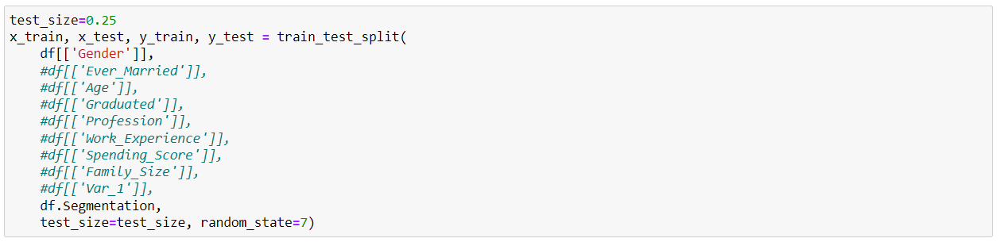 test_size=0.25
x_train, x_test, y_train, y_test = train_test_split(
    df[['Gender']],
    #df[['Ever_Married']],
    #df[['Age']],
    #df[['Graduated']],
    #df[['Profession']],
    #df[['Work_Experience']],
    #df[['Spending_Score']],
    #df[['Family_Size']],
    #df[['Var_1']],
    df.Segmentation,
    test_size=test_size, random_state=7)